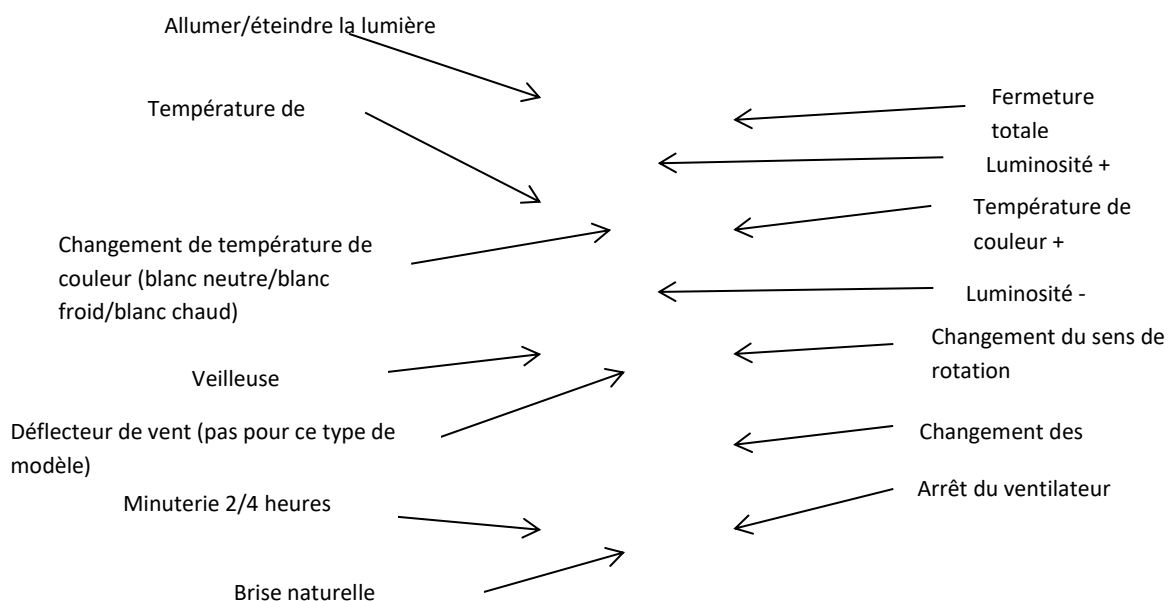 Allumer/éteindre la lumière
Température de
Changement de température de
couleur (blanc neutre/blanc
froid/blanc chaud)
Veilleuse
Déflecteur de vent (pas pour ce type de
modèle)
Minuterie 2/4 heures
Brise naturelle
Fermeture
totale
Luminosité +
Température de
couleur +
Luminosité -
Changement du sens de
rotation
Changement des
Arrêt du ventilateur